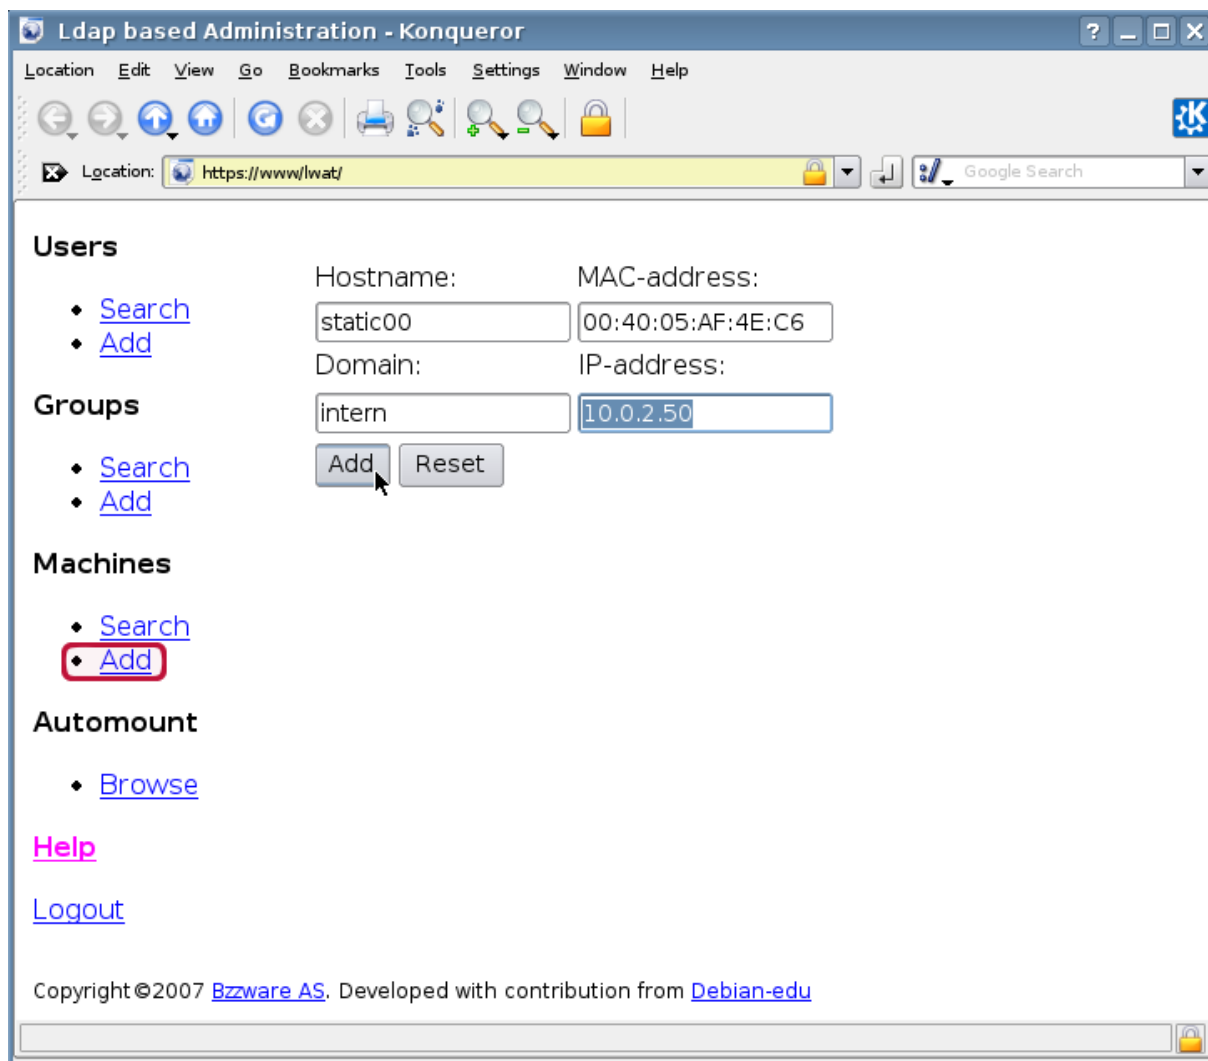 Ldap based Administration - Konqueror
Location Edit View Go Bookmarks Tools Settings Window Help
Location: https://www/lwat/ Google Search
Users
Search
Add
Groups
Search
Add
Machines
Search
Add
Automount
Browse
Help
Logout
Hostname: MAC-address:
static00 00:40:05:AF:4E:C6
Domain: IP-address:
intern 10.0.2.50
Add Reset
Copyright ©2007 Bzzware AS. Developed with contribution from Debian-edu